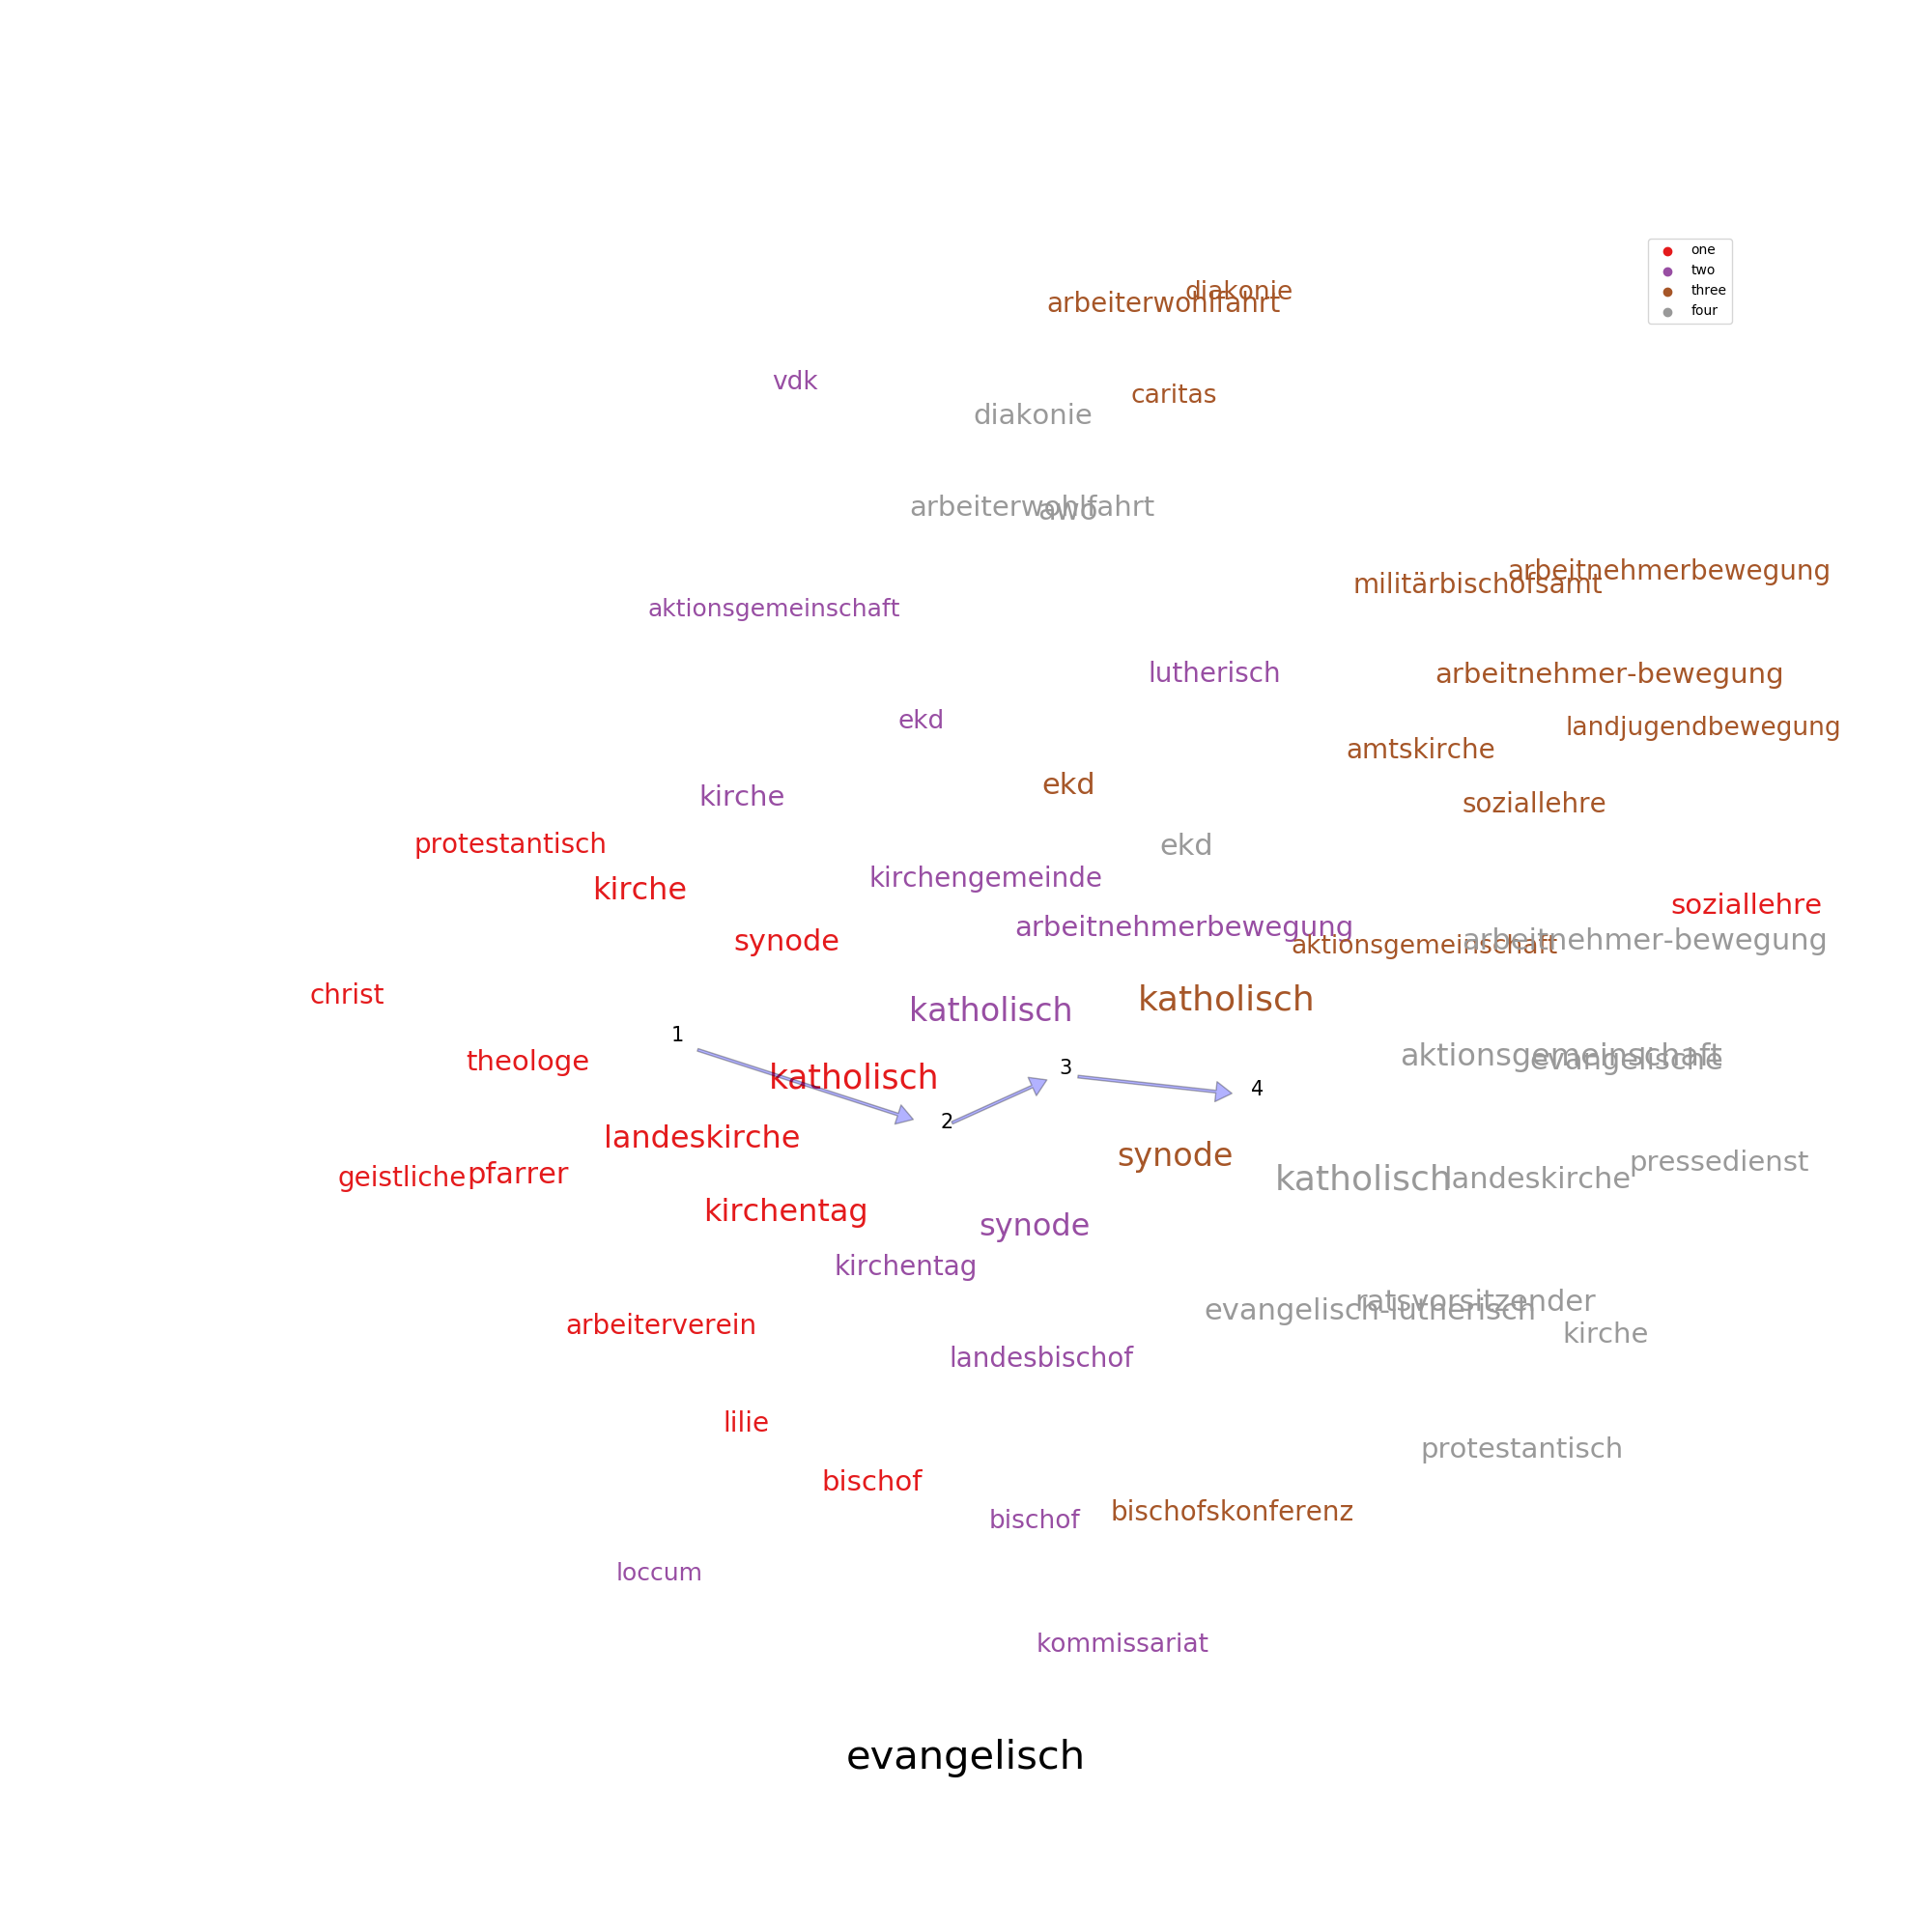 one
two
three
four
diakonie
arbeiterwohlfahrt
vdk
caritas
diakonie
arbeiterwohlfahrt
awo
arbeitnehmerbewegung
militärbischofsamt
aktionsgemeinschaft
lutherisch
arbeitnehmer-bewegung
ekd
landjugendbewegung
amtskirche
ekd
kirche
soziallehre
protestantisch
ekd
kirchengemeinde
kirche
soziallehre
arbeitnehmerbewegung
synode
arbeitnehmer-bewegung
aktionsgemeinschaft
christ
katholisch
katholisch
1
aktionsgemeinschaft
evangelische
theologe
3
katholisch
4
2
landeskirche
synode
pressedienst
geistliche
pfarrer
katholisch
landeskirche
kirchentag
synode
kirchentag
ratsvorsitzender
evangelisch-lutherisch
arbeiterverein
kirche
landesbischof
lilie
protestantisch
bischof
bischofskonferenz
bischof
loccum
kommissariat
evangelisch